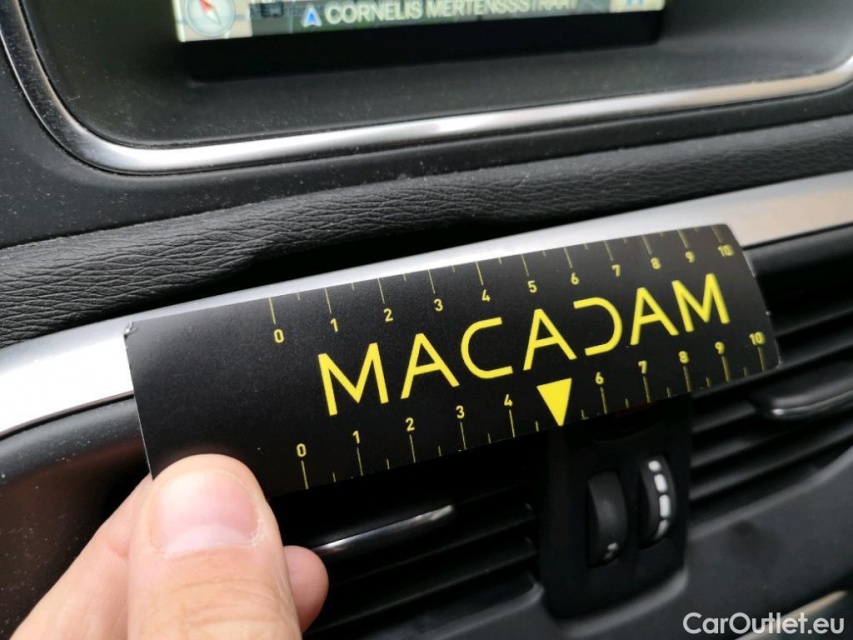 CORNELIS MERTENSSSTRAAT
0 1 2 3 4 5 6 7 8 9 10
MACADAM
0 1 2 3 4 6 7 8 9 10
CarOutlet.eu